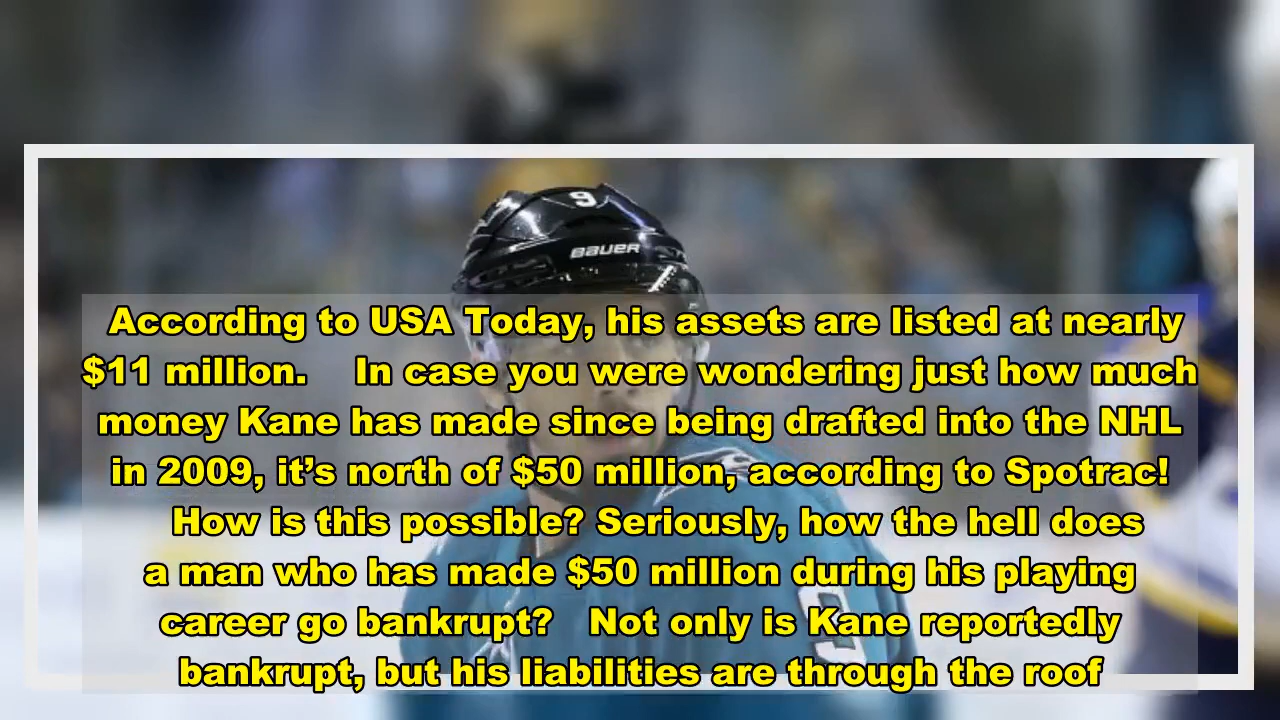 9
BAUER
According to USA Today, his assets are listed at nearly
$11 million. In case you were wondering just how much
money Kane has made since being drafted into the NHL
in 2009, it’s north of $50 million, according to Spotrac!
How is this possible? Seriously, how the hell does
a man who has made $50 million during his playing
career go bankrupt? Not only is Kane reportedly
bankrupt, but his liabilities are through the roof
9